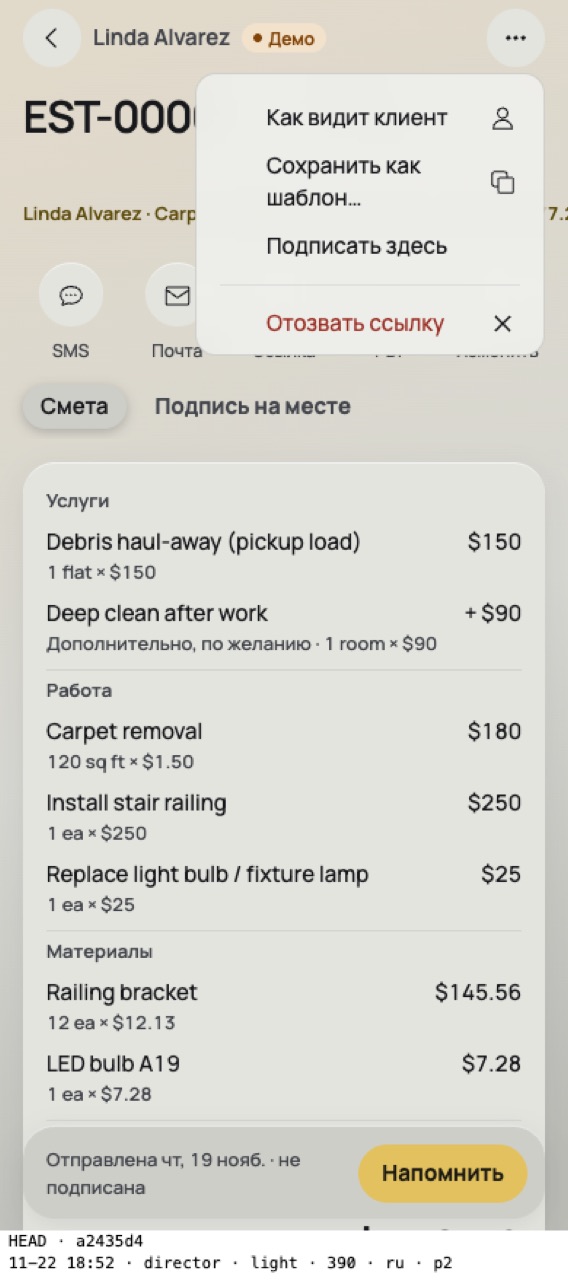 Linda Alvarez
Демо
EST-000
Как видит клиент
Сохранить как
шаблон…
Подписать здесь
Отозвать ссылку
Linda Alvarez · Carp
7.2
SMS
Почта
Смета
Подпись на месте
Услуги
Debris haul-away (pickup load) $150
1 flat × $150
Deep clean after work + $90
Дополнительно, по желанию · 1 room × $90
Работа
Carpet removal $180
120 sq ft × $1.50
Install stair railing $250
1 ea × $250
Replace light bulb / fixture lamp $25
1 ea × $25
Материалы
Railing bracket $145.56
12 ea × $12.13
LED bulb A19 $7.28
1 ea × $7.28
Отправлена чт, 19 нояб. · не
подписана
Напомнить
HEAD · a2435d4
11-22 18:52 · director · light · 390 · ru · p2